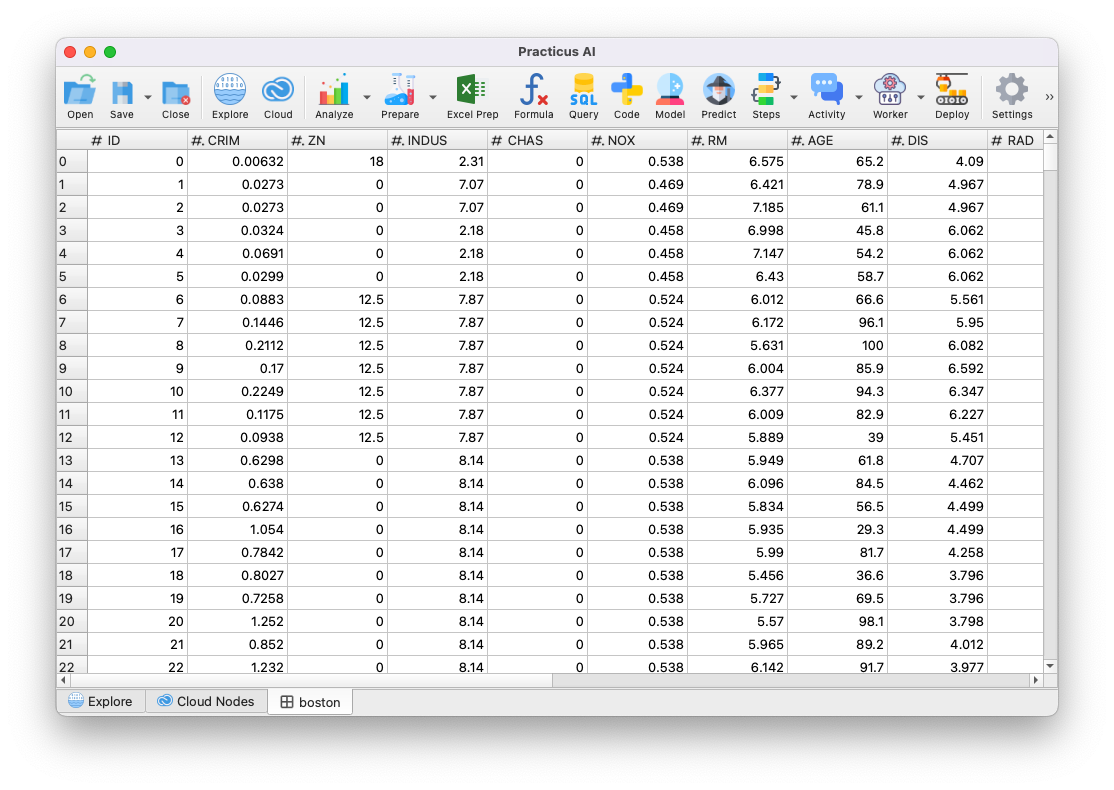 Practicus AI
0101 010010 SQL
Open Save Close Explore Cloud Analyze Prepare Excel Prep Formula Query Code Model Predict Steps Activity Worker Deploy Settings »
# ID #. CRIM #. ZN #. INDUS # CHAS #. NOX #. RM #. AGE #. DIS # RAD
0 0 0.00632 18 2.31 0 0.538 6.575 65.2 4.09
1 1 0.0273 0 7.07 0 0.469 6.421 78.9 4.967
2 2 0.0273 0 7.07 0 0.469 7.185 61.1 4.967
3 3 0.0324 0 2.18 0 0.458 6.998 45.8 6.062
4 4 0.0691 0 2.18 0 0.458 7.147 54.2 6.062
5 5 0.0299 0 2.18 0 0.458 6.43 58.7 6.062
6 6 0.0883 12.5 7.87 0 0.524 6.012 66.6 5.561
7 7 0.1446 12.5 7.87 0 0.524 6.172 96.1 5.95
8 8 0.2112 12.5 7.87 0 0.524 5.631 100 6.082
9 9 0.17 12.5 7.87 0 0.524 6.004 85.9 6.592
10 10 0.2249 12.5 7.87 0 0.524 6.377 94.3 6.347
11 11 0.1175 12.5 7.87 0 0.524 6.009 82.9 6.227
12 12 0.0938 12.5 7.87 0 0.524 5.889 39 5.451
13 13 0.6298 0 8.14 0 0.538 5.949 61.8 4.707
14 14 0.638 0 8.14 0 0.538 6.096 84.5 4.462
15 15 0.6274 0 8.14 0 0.538 5.834 56.5 4.499
16 16 1.054 0 8.14 0 0.538 5.935 29.3 4.499
17 17 0.7842 0 8.14 0 0.538 5.99 81.7 4.258
18 18 0.8027 0 8.14 0 0.538 5.456 36.6 3.796
19 19 0.7258 0 8.14 0 0.538 5.727 69.5 3.796
20 20 1.252 0 8.14 0 0.538 5.57 98.1 3.798
21 21 0.852 0 8.14 0 0.538 5.965 89.2 4.012
22 22 1.232 0 8.14 0 0.538 6.142 91.7 3.977
Explore Cloud Nodes boston